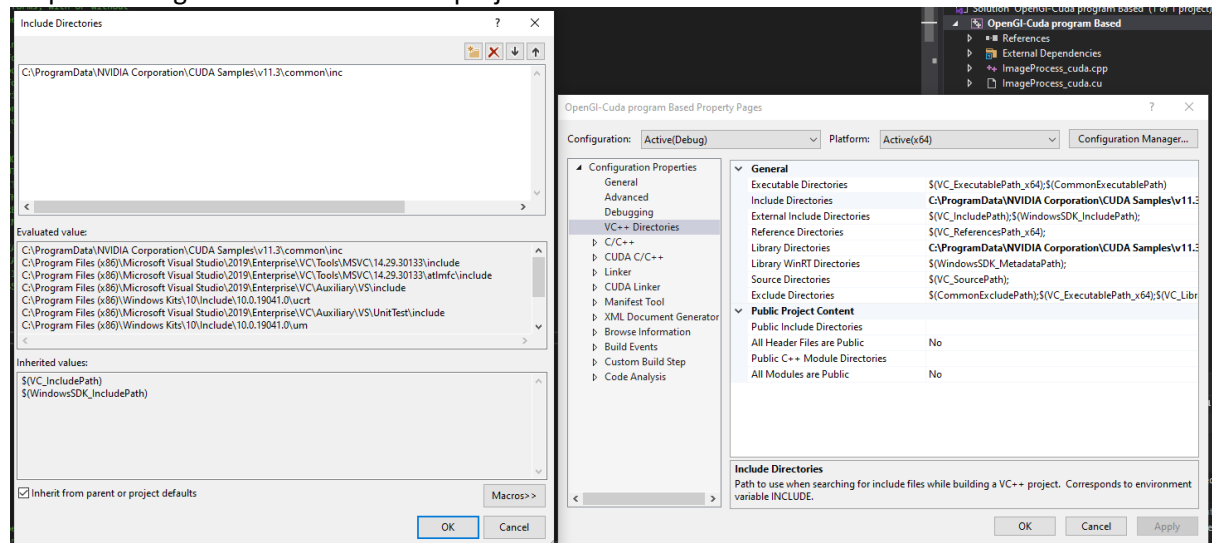 Include Directories
? ×
C:\ProgramData\NVIDIA Corporation\CUDA Samples\v11.3\common\inc
Evaluated value:
C:\ProgramData\NVIDIA Corporation\CUDA Samples\v11.3\common\inc
C:\Program Files (x86)\Microsoft Visual Studio\2019\Enterprise\VC\Tools\MSVC\14.29.30133\include
C:\Program Files (x86)\Microsoft Visual Studio\2019\Enterprise\VC\Tools\MSVC\14.29.30133\atlmfc\include
C:\Program Files (x86)\Microsoft Visual Studio\2019\Enterprise\VC\Auxiliary\VS\include
C:\Program Files (x86)\Windows Kits\10\Include\10.0.19041.0\ucrt
C:\Program Files (x86)\Microsoft Visual Studio\2019\Enterprise\VC\Auxiliary\VS\UnitTest\include
C:\Program Files (x86)\Windows Kits\10\Include\10.0.19041.0\um
Inherited values:
$(VC_IncludePath)
$(WindowsSDK_IncludePath)
Inherit from parent or project defaults
Macros>>
OK Cancel
Solution 'OpenGl-Cuda program Based' (1 of 1 project)
OpenGl-Cuda program Based
References
External Dependencies
ImageProcess_cuda.cpp
ImageProcess_cuda.cu
OpenGl-Cuda program Based Property Pages
? ×
Configuration: Active(Debug) Platform: Active(x64) Configuration Manager...
Configuration Properties
General
Advanced
Debugging
VC++ Directories
C/C++
CUDA C/C++
Linker
CUDA Linker
Manifest Tool
XML Document Generator
Browse Information
Build Events
Custom Build Step
Code Analysis
General
Executable Directories $(VC_ExecutablePath_x64);$(CommonExecutablePath)
Include Directories C:\ProgramData\NVIDIA Corporation\CUDA Samples\v11.3
External Include Directories $(VC_IncludePath);$(WindowsSDK_IncludePath);
Reference Directories $(VC_ReferencesPath_x64);
Library Directories C:\ProgramData\NVIDIA Corporation\CUDA Samples\v11.3
Library WinRT Directories $(WindowsSDK_MetadataPath);
Source Directories $(VC_SourcePath);
Exclude Directories $(CommonExcludePath);$(VC_ExecutablePath_x64);$(VC_Libr
Public Project Content
Public Include Directories
All Header Files are Public No
Public C++ Module Directories
All Modules are Public No
Include Directories
Path to use when searching for include files while building a VC++ project. Corresponds to environment
variable INCLUDE.
OK Cancel Apply